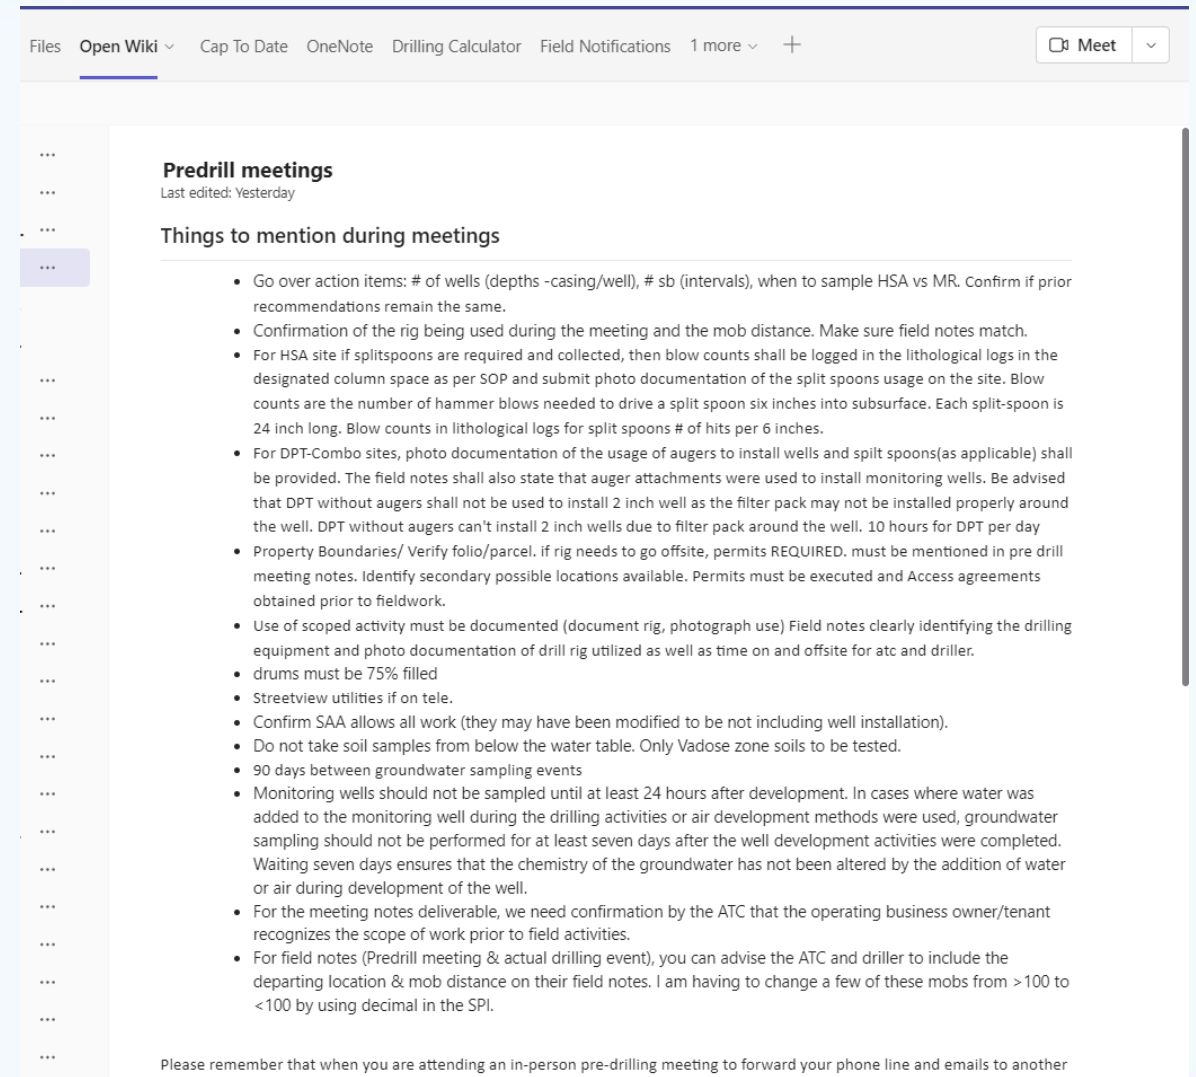 Files Open Wiki Cap To Date OneNote Drilling Calculator Field Notifications 1 more Meet
Predrill meetings
Last edited: Yesterday
Things to mention during meetings
• Go over action items: # of wells (depths -casing/well), # sb (intervals), when to sample HSA vs MR. Confirm if prior
recommendations remain the same.
• Confirmation of the rig being used during the meeting and the mob distance. Make sure field notes match.
• For HSA site if splitspoons are required and collected, then blow counts shall be logged in the lithological logs in the
designated column space as per SOP and submit photo documentation of the split spoons usage on the site. Blow
counts are the number of hammer blows needed to drive a split spoon six inches into subsurface. Each split-spoon is
24 inch long. Blow counts in lithological logs for split spoons # of hits per 6 inches.
• For DPT-Combo sites, photo documentation of the usage of augers to install wells and spilt spoons(as applicable) shall
be provided. The field notes shall also state that auger attachments were used to install monitoring wells. Be advised
that DPT without augers shall not be used to install 2 inch well as the filter pack may not be installed properly around
the well. DPT without augers can't install 2 inch wells due to filter pack around the well. 10 hours for DPT per day
• Property Boundaries/ Verify folio/parcel. if rig needs to go offsite, permits REQUIRED. must be mentioned in pre drill
meeting notes. Identify secondary possible locations available. Permits must be executed and Access agreements
obtained prior to fieldwork.
• Use of scoped activity must be documented (document rig, photograph use) Field notes clearly identifying the drilling
equipment and photo documentation of drill rig utilized as well as time on and offsite for atc and driller.
• drums must be 75% filled
• Streetview utilities if on tele.
• Confirm SAA allows all work (they may have been modified to be not including well installation).
• Do not take soil samples from below the water table. Only Vadose zone soils to be tested.
• 90 days between groundwater sampling events
• Monitoring wells should not be sampled until at least 24 hours after development. In cases where water was
added to the monitoring well during the drilling activities or air development methods were used, groundwater
sampling should not be performed for at least seven days after the well development activities were completed.
Waiting seven days ensures that the chemistry of the groundwater has not been altered by the addition of water
or air during development of the well.
• For the meeting notes deliverable, we need confirmation by the ATC that the operating business owner/tenant
recognizes the scope of work prior to field activities.
• For field notes (Predrill meeting & actual drilling event), you can advise the ATC and driller to include the
departing location & mob distance on their field notes. I am having to change a few of these mobs from >100 to
<100 by using decimal in the SPI.
Please remember that when you are attending an in-person pre-drilling meeting to forward your phone line and emails to another